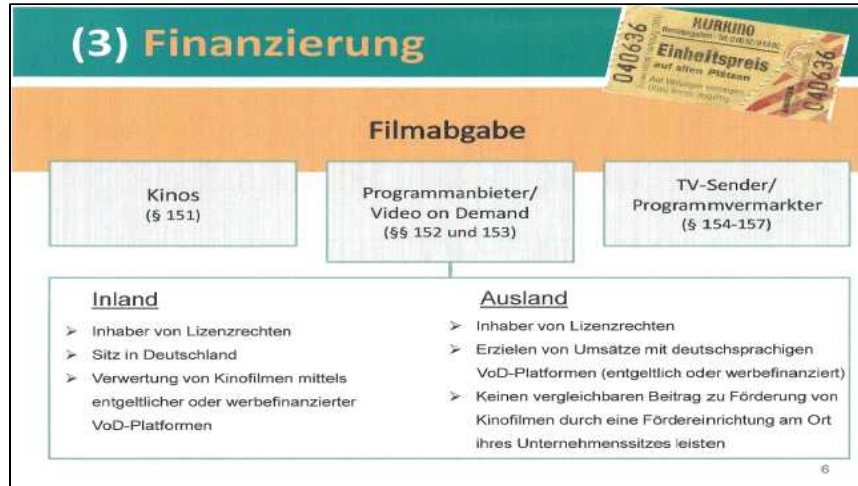 (3) Finanzierung
KURKINO
Einheitspreis
auf allen Plätzen
040636
040636
Filmabgabe
Kinos
(§ 151)
Programmanbieter/
Video on Demand
(§§ 152 und 153)
TV-Sender/
Programmvermarkter
(§ 154-157)
Inland
➢ Inhaber von Lizenzrechten
➢ Sitz in Deutschland
➢ Verwertung von Kinofilmen mittels
entgeltlicher oder werbefinanzierter
VoD-Plattformen
Ausland
➢ Inhaber von Lizenzrechten
➢ Erzielen von Umsätze mit deutschsprachigen
VoD-Plattformen (entgeltlich oder werbefinanziert)
➢ Keinen vergleichbaren Beitrag zu Förderung von
Kinofilmen durch eine Fördereinrichtung am Ort
ihres Unternehmenssitzes leisten
6